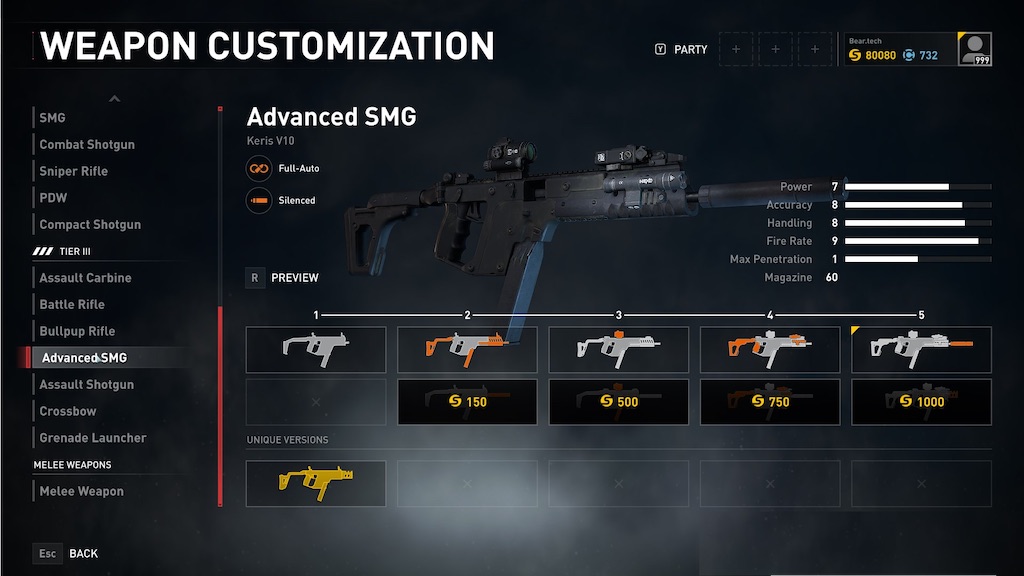 WEAPON CUSTOMIZATION
Y PARTY
Bear.tech
80080 732
999
SMG
Combat Shotgun
Sniper Rifle
PDW
Compact Shotgun
TIER III
Assault Carbine
Battle Rifle
Bullpup Rifle
Advanced SMG
Assault Shotgun
Crossbow
Grenade Launcher
MELEE WEAPONS
Melee Weapon
Advanced SMG
Keris V10
Full-Auto
Silenced
R PREVIEW
Power 7
Accuracy 8
Handling 8
Fire Rate 9
Max Penetration 1
Magazine 60
1 2 3 4 5
150 500 750 1000
UNIQUE VERSIONS
Esc BACK